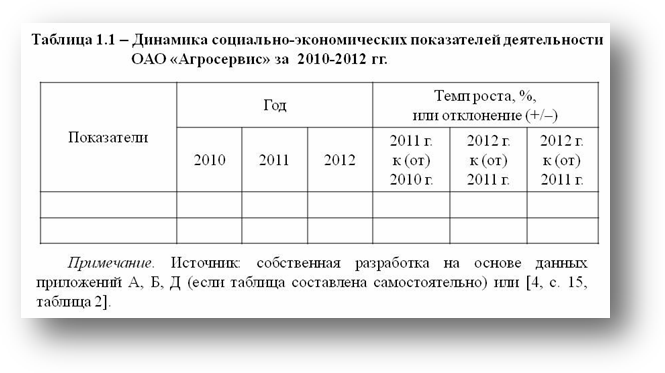 Таблица 1.1 – Динамика социально-экономических показателей деятельности
ОАО «Агросервис» за 2010-2012 гг.
Показатели
Год
Темп роста, %,
или отклонение (+/–)
2010
2011
2012
2011 г.
к (от)
2010 г.
2012 г.
к (от)
2011 г.
2012 г.
к (от)
2011 г.
Примечание. Источник: собственная разработка на основе данных
приложений А, Б, Д (если таблица составлена самостоятельно) или [4, с. 15,
таблица 2].